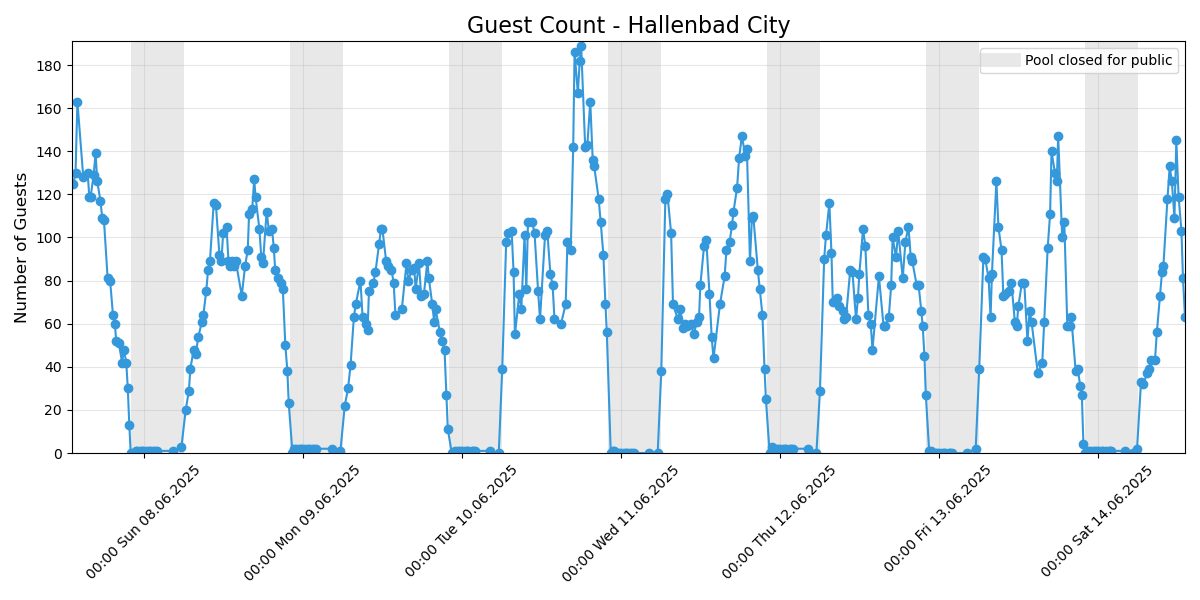 Guest Count - Hallenbad City
Pool closed for public
Number of Guests
180
160
140
120
100
80
60
40
20
0
00:00 Sun 08.06.2025
00:00 Mon 09.06.2025
00:00 Tue 10.06.2025
00:00 Wed 11.06.2025
00:00 Thu 12.06.2025
00:00 Fri 13.06.2025
00:00 Sat 14.06.2025